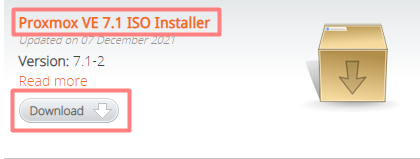 Proxmox VE 7.1 ISO Installer
Updated on 07 December 2021
Version: 7.1-2
Read more
Download